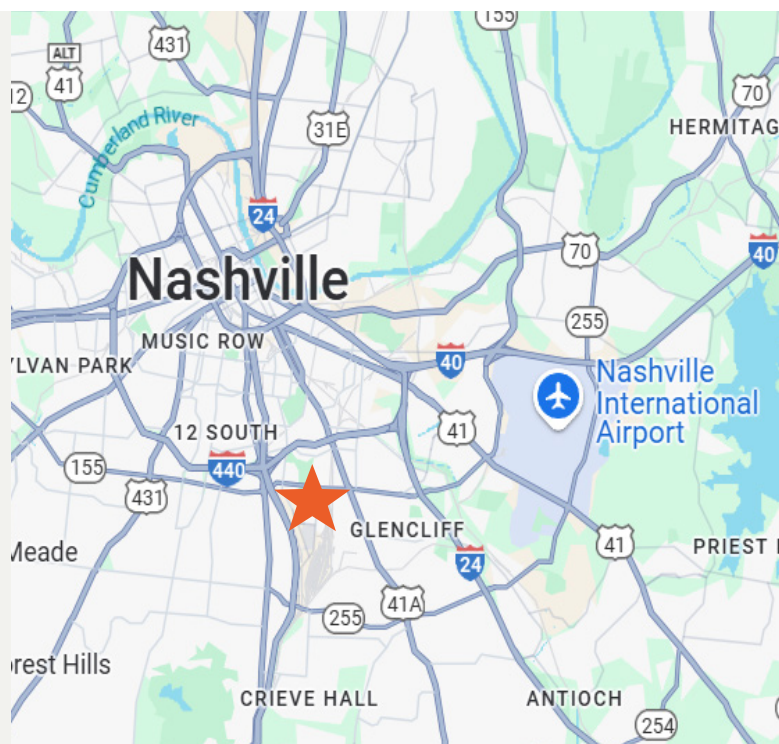 155
431
ALT
41
12
31E
70
HERMITAG
Cumberland River
24
70
40
Nashville
255
MUSIC ROW
YLVAN PARK
40
Nashville
International
Airport
41
12 SOUTH
155
440
431
GLENCLIFF
Meade
24
41
PRIEST
255
41A
orest Hills
CRIEVE HALL
ANTIOCH
254